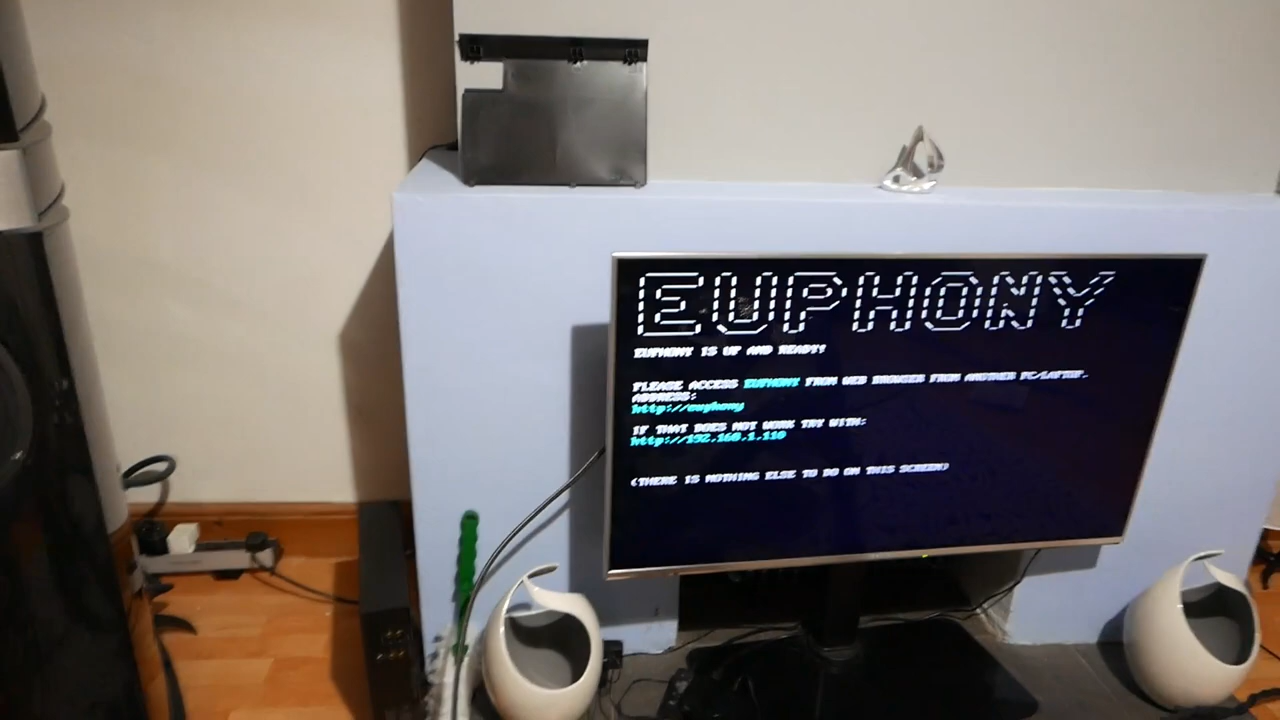 EUPHONY
EUPHONY IS UP AND READY!
PLEASE ACCESS EUPHONY FROM WEB BROWSER FROM ANOTHER PC/LAPTOP.
ADDRESS:
http://euphony
IF THAT DOES NOT WORK TRY WITH:
http://192.168.1.110
(THERE IS NOTHING ELSE TO DO ON THIS SCREEN)